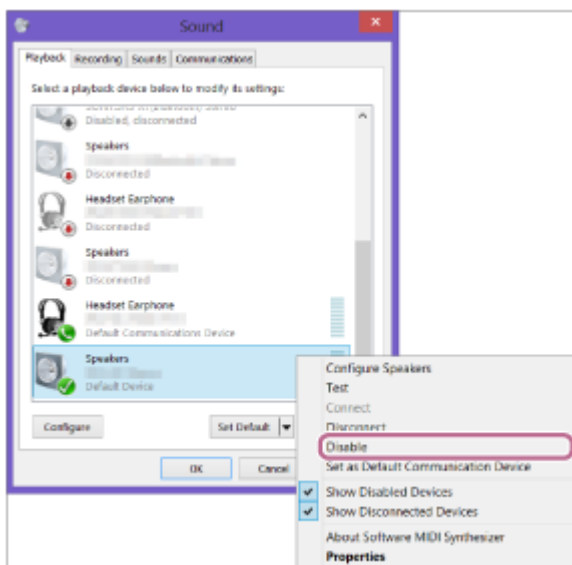 Sound
Playback Recording Sounds Communications
Select a playback device below to modify its settings:
Disabled, disconnected
Speakers
Disconnected
Headset Earphone
Disconnected
Speakers
Disconnected
Headset Earphone
Default Communications Device
Speakers
Default Device
Configure Set Default
OK Cancel
Configure Speakers
Test
Connect
Disconnect
Disable
Set as Default Communication Device
Show Disabled Devices
Show Disconnected Devices
About Software MIDI Synthesizer
Properties